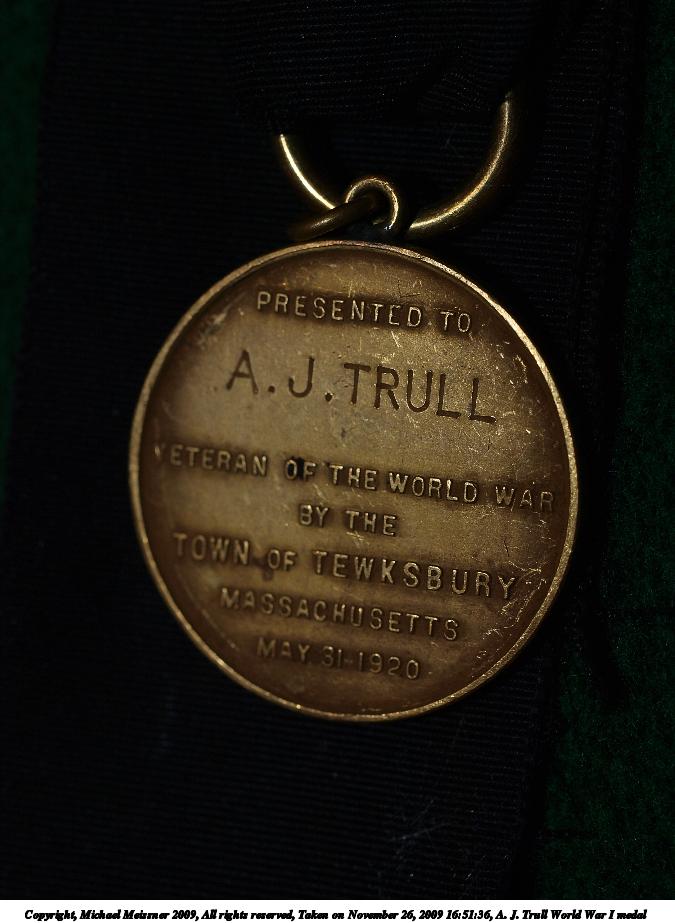 PRESENTED TO
A. J. TRULL
VETERAN OF THE WORLD WAR
BY THE
TOWN OF TEWKSBURY
MASSACHUSETTS
MAY 31-1920
Copyright, Michael Meissner 2009, All rights reserved, Taken on November 26, 2009 16:51:36, A. J. Trull World War I medal